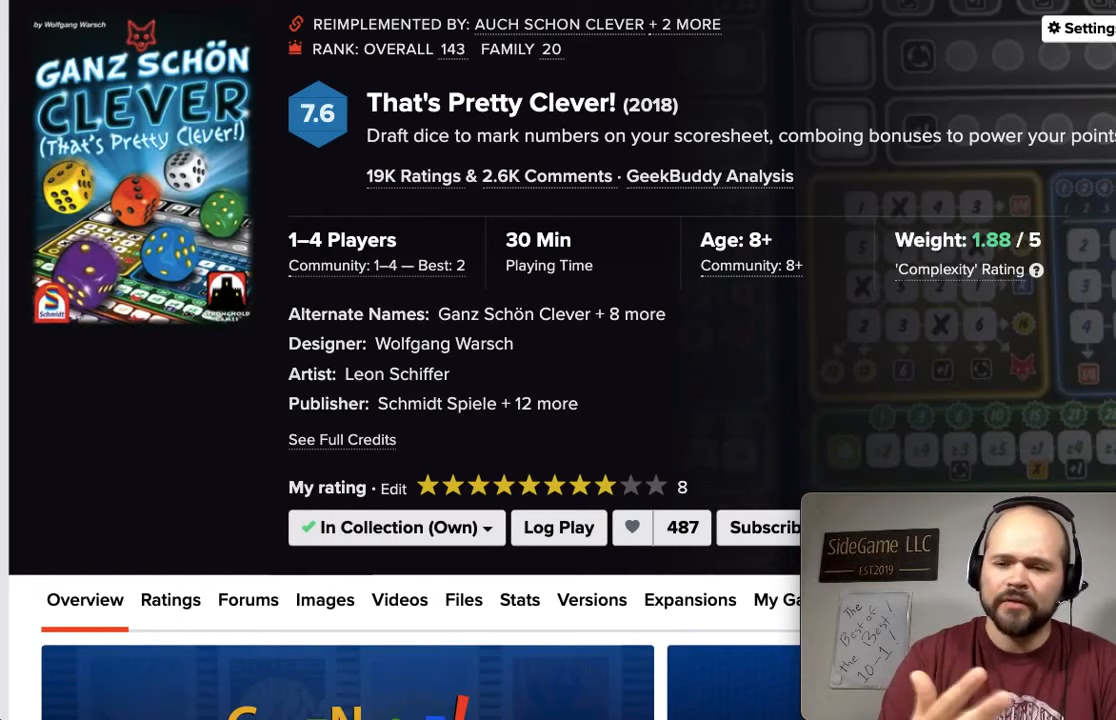 by Wolfgang Warsch
GANZ SCHÖN
CLEVER
(That's Pretty Clever!)
Schmidt
STRONGHOLD
GAMES
REIMPLEMENTED BY: AUCH SCHON CLEVER + 2 MORE
RANK: OVERALL 143 FAMILY 20
Settings
7.6
That's Pretty Clever! (2018)
Draft dice to mark numbers on your scoresheet, comboing bonuses to power your points
19K Ratings & 2.6K Comments · GeekBuddy Analysis
1–4 Players
Community: 1–4 — Best: 2
30 Min
Playing Time
Age: 8+
Community: 8+
Weight: 1.88 / 5
'Complexity' Rating ?
Alternate Names: Ganz Schön Clever + 8 more
Designer: Wolfgang Warsch
Artist: Leon Schiffer
Publisher: Schmidt Spiele + 12 more
See Full Credits
My rating · Edit 8
In Collection (Own) Log Play 487 Subscrib
Overview Ratings Forums Images Videos Files Stats Versions Expansions My Ga
SideGame LLC
EST.2019
The
Best of
the Best!
10-1!